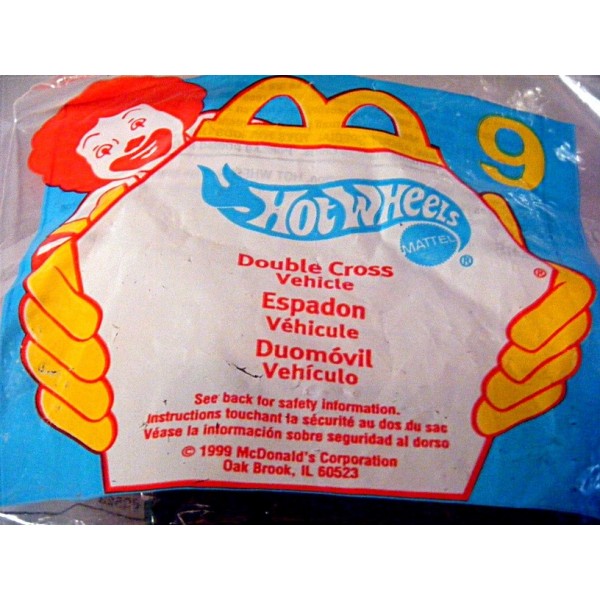 9
HOT WHEELS
MATTEL ®
®
Double Cross
Vehicle
Espadon
Véhicule
Duomóvil
Vehículo
See back for safety information.
Instructions touchant la sécurité au dos du sac
Véase la información sobre seguridad al dorso
© 1999 McDonald's Corporation
Oak Brook, IL 60523